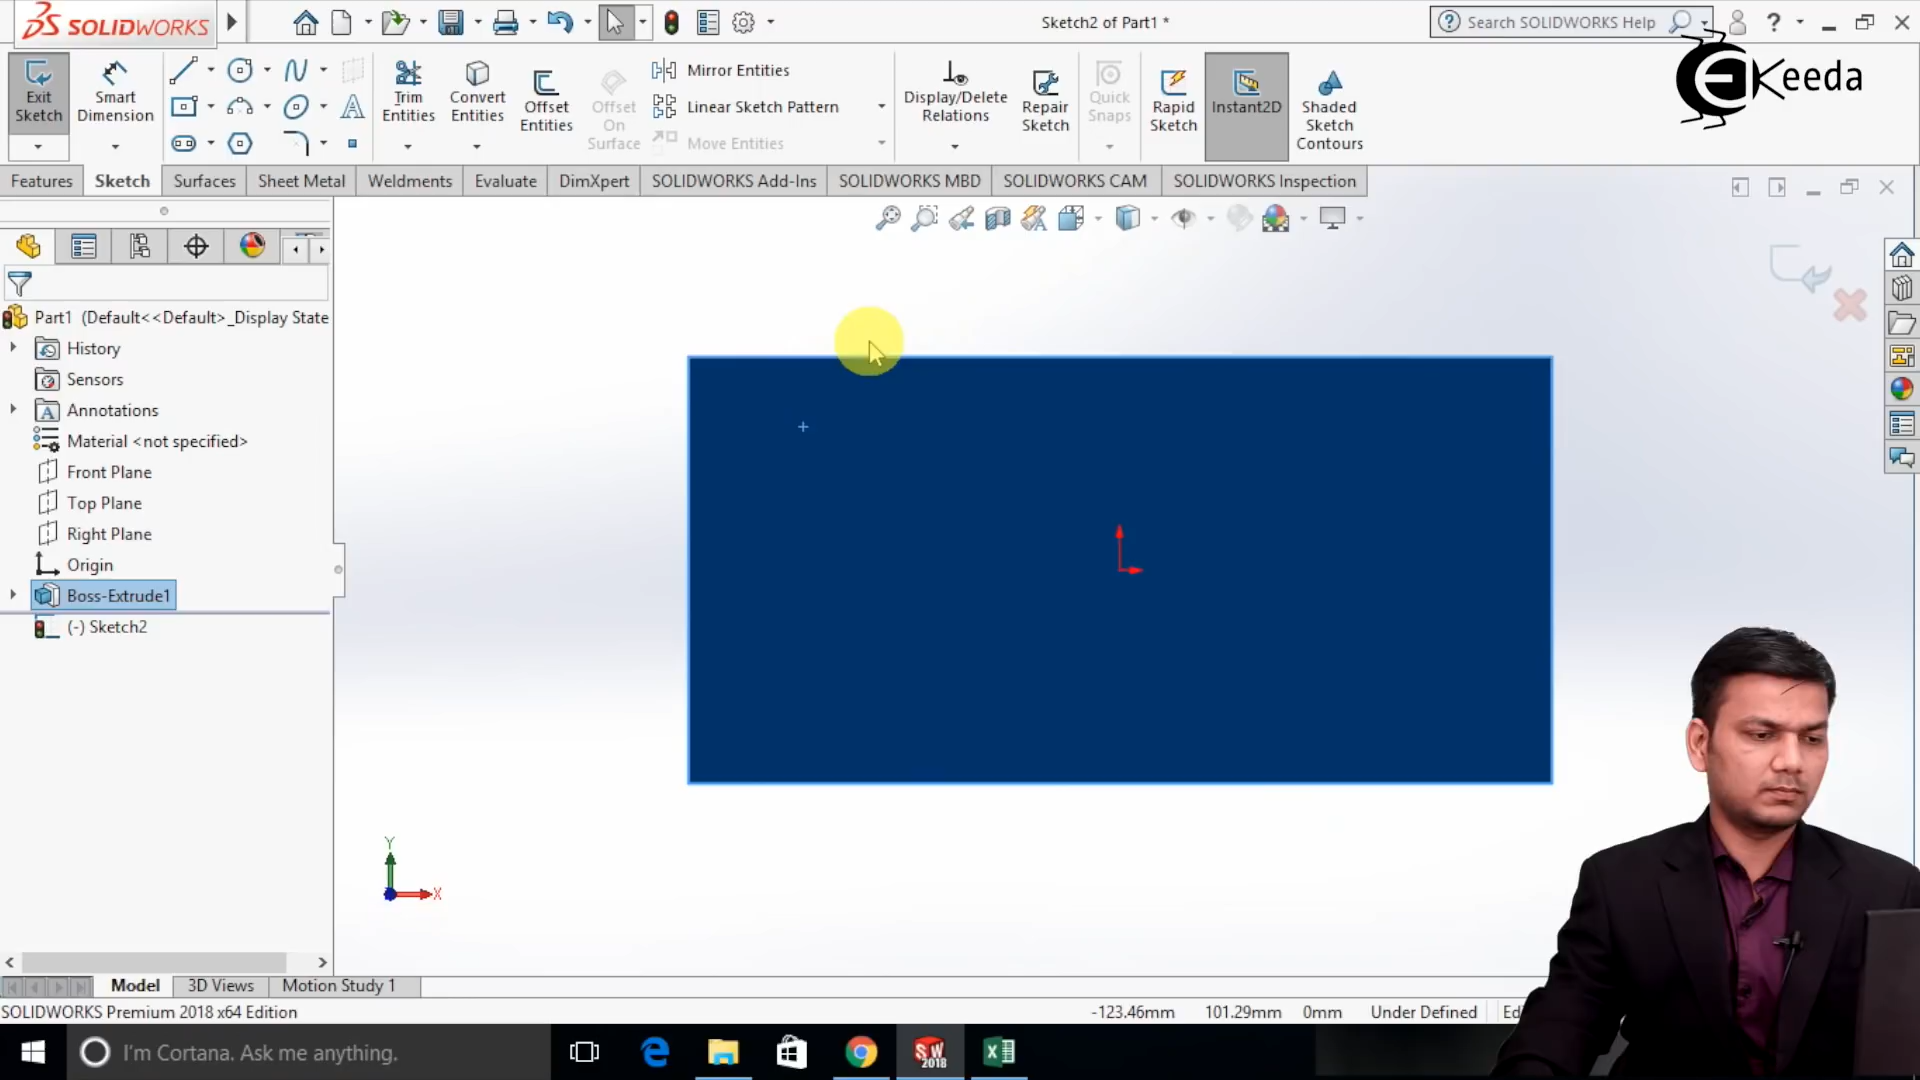 SOLIDWORKS
Sketch2 of Part1 *
Search SOLIDWORKS Help
Keeda
Exit Sketch
Smart Dimension
Trim Entities
Convert Entities
Offset Entities
Offset On Surface
Mirror Entities
Linear Sketch Pattern
Move Entities
Display/Delete Relations
Repair Sketch
Quick Snaps
Rapid Sketch
Instant2D
Shaded Sketch Contours
Features
Sketch
Surfaces
Sheet Metal
Weldments
Evaluate
DimXpert
SOLIDWORKS Add-Ins
SOLIDWORKS MBD
SOLIDWORKS CAM
SOLIDWORKS Inspection
Part1 (Default<<Default>_Display State
History
Sensors
Annotations
Material <not specified>
Front Plane
Top Plane
Right Plane
Origin
Boss-Extrude1
(-) Sketch2
Y
X
Model
3D Views
Motion Study 1
SOLIDWORKS Premium 2018 x64 Edition
-123.46mm
101.29mm
0mm
Under Defined
I'm Cortana. Ask me anything.
SW 2018